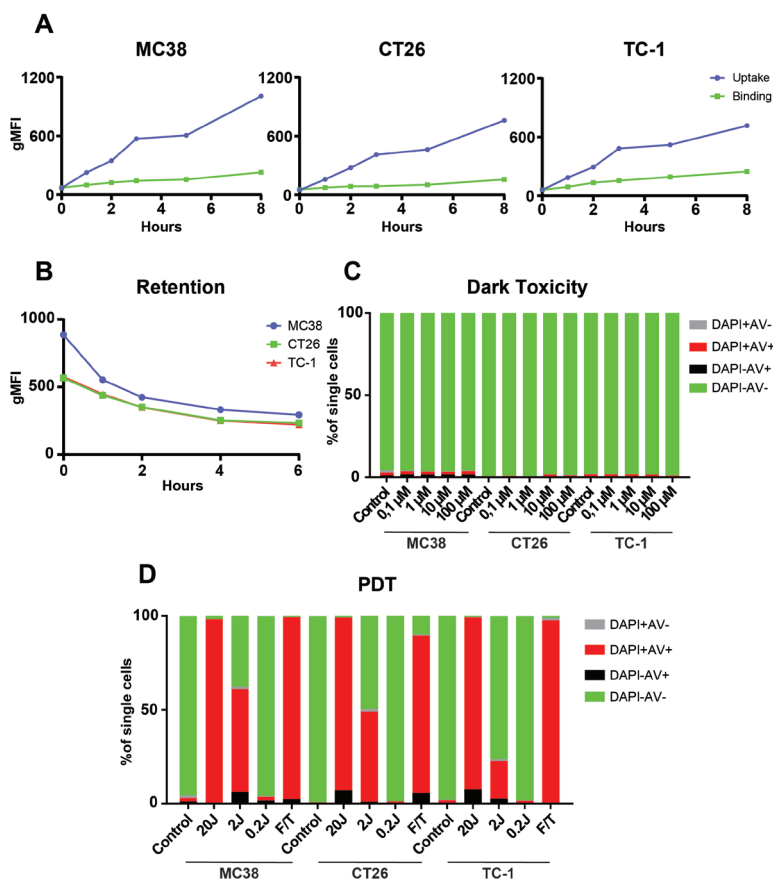 A
MC38
CT26
TC-1
gMFI
1200
600
0
0 2 4 6 8
Hours
1200
600
0
0 2 4 6 8
Hours
1200
600
0
0 2 4 6 8
Hours
Uptake
Binding
B
Retention
gMFI
1000
500
0
0 2 4 6
Hours
MC38
CT26
TC-1
C
Dark Toxicity
%of single cells
100
50
0
Control 0,1 µM 1 µM 10 µM 100 µM Control 0,1 µM 1 µM 10 µM 100 µM Control 0,1 µM 1 µM 10 µM 100 µM
MC38 CT26 TC-1
DAPI+AV-
DAPI+AV+
DAPI-AV+
DAPI-AV-
D
PDT
%of single cells
100
50
0
Control 20J 2J 0.2J F/T Control 20J 2J 0.2J F/T Control 20J 2J 0.2J F/T
MC38 CT26 TC-1
DAPI+AV-
DAPI+AV+
DAPI-AV+
DAPI-AV-